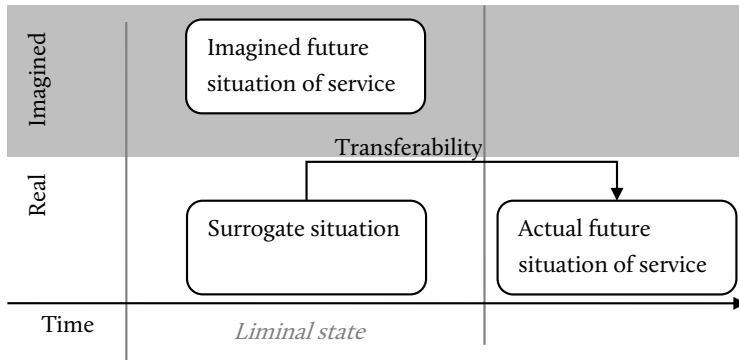 Imagined
Imagined future
situation of service
Transferability
Real
Surrogate situation
Actual future
situation of service
Time
Liminal state